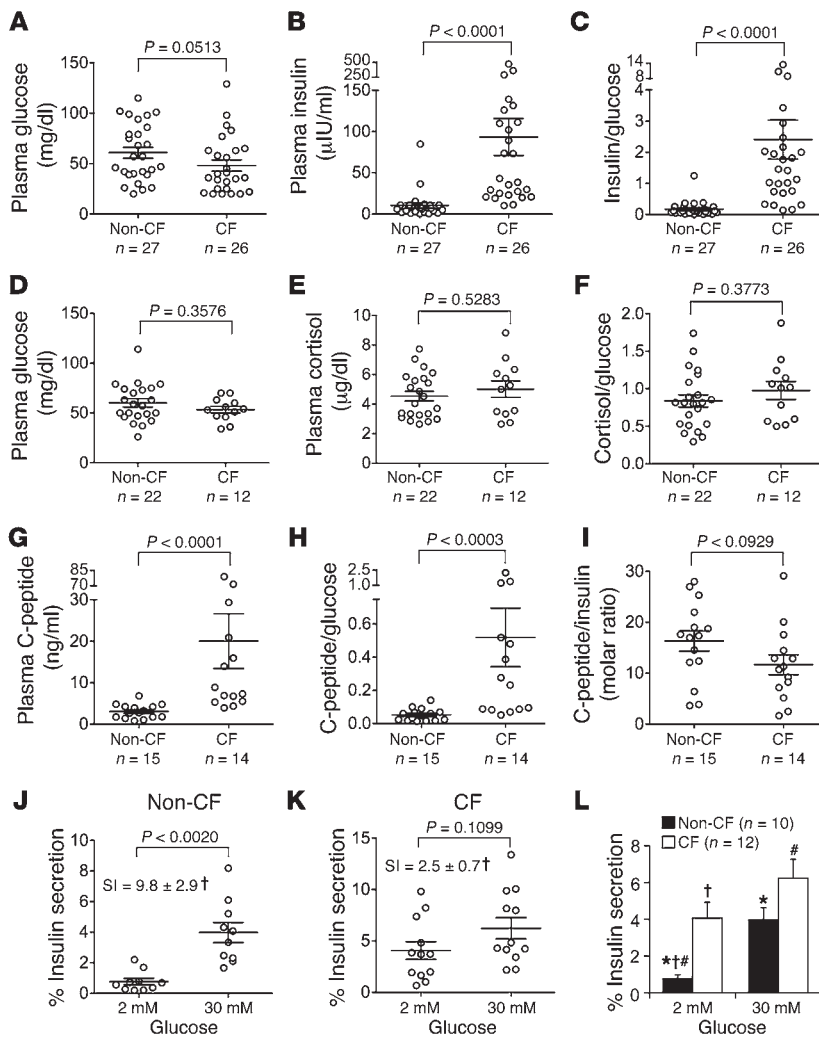 A
P = 0.0513
Plasma glucose
(mg/dl)
150
100
50
0
Non-CF
CF
n = 27
n = 26
B
P < 0.0001
Plasma insulin
(μIU/ml)
500
250
150
100
50
0
Non-CF
CF
n = 27
n = 26
C
P < 0.0001
Insulin/glucose
14
8
4
3
2
1
0
Non-CF
CF
n = 27
n = 26
D
P = 0.3576
Plasma glucose
(mg/dl)
150
100
50
0
Non-CF
CF
n = 22
n = 12
E
P = 0.5283
Plasma cortisol
(μg/dl)
10
8
6
4
2
0
Non-CF
CF
n = 22
n = 12
F
P = 0.3773
Cortisol/glucose
2.0
1.5
1.0
0.5
0.0
Non-CF
CF
n = 22
n = 12
G
P < 0.0001
Plasma C-peptide
(ng/ml)
85
70
30
20
10
0
Non-CF
CF
n = 15
n = 14
H
P < 0.0003
C-peptide/glucose
2.5
1.0
0.6
0.4
0.2
0.0
Non-CF
CF
n = 15
n = 14
I
P < 0.0929
C-peptide/insulin
(molar ratio)
30
20
10
0
Non-CF
CF
n = 15
n = 14
J
Non-CF
P < 0.0020
SI = 9.8 ± 2.9†
% Insulin secretion
10
8
6
4
2
0
2 mM
30 mM
Glucose
K
CF
P = 0.1099
SI = 2.5 ± 0.7†
% Insulin secretion
15
10
5
0
2 mM
30 mM
Glucose
L
Non-CF (n = 10)
CF (n = 12)
% Insulin secretion
8
6
4
2
0
*†#
†
*
#
2 mM
30 mM
Glucose